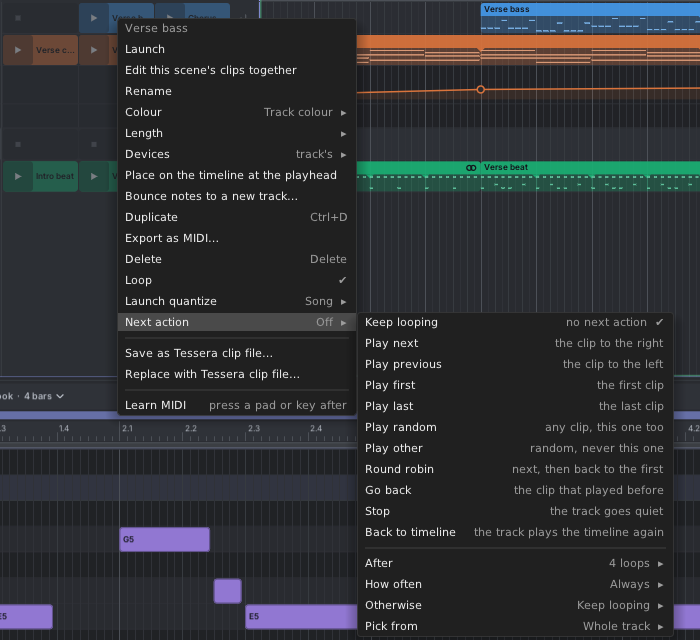 Verse bass
Verse c...
Intro beat
Verse beat
ook · 4 bars
1.4
2.1
2.2
2.3
2.4
4.2
G5
E5
E5
Verse bass
Launch
Edit this scene's clips together
Rename
Colour Track colour ▸
Length ▸
Devices track's ▸
Place on the timeline at the playhead
Bounce notes to a new track...
Duplicate Ctrl+D
Export as MIDI...
Delete Delete
Loop ✔
Launch quantize Song ▸
Next action Off ▸
Save as Tessera clip file...
Replace with Tessera clip file...
Learn MIDI press a pad or key after
Keep looping no next action ✔
Play next the clip to the right
Play previous the clip to the left
Play first the first clip
Play last the last clip
Play random any clip, this one too
Play other random, never this one
Round robin next, then back to the first
Go back the clip that played before
Stop the track goes quiet
Back to timeline the track plays the timeline again
After 4 loops ▸
How often Always ▸
Otherwise Keep looping ▸
Pick from Whole track ▸